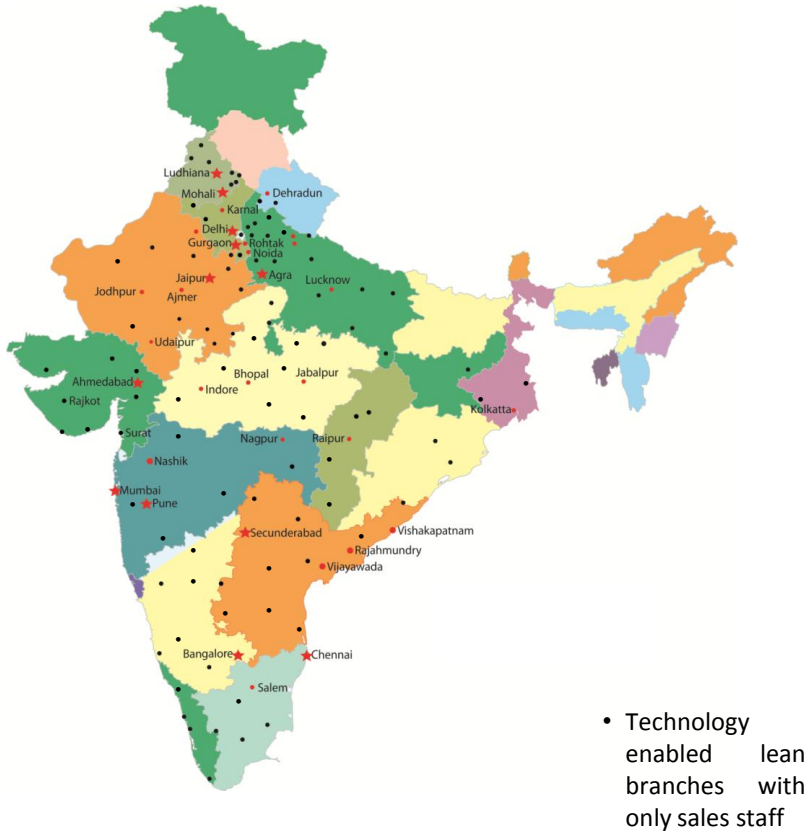 Ludhiana
Mohali
Dehradun
Karnal
Delhi
Gurgaon
Rohtak
Noida
Jaipur
Agra
Jodhpur
Ajmer
Lucknow
Udaipur
Ahmedabad
Bhopal
Jabalpur
Indore
Rajkot
Kolkatta
Surat
Nagpur
Raipur
Nashik
Mumbai
Pune
Secunderabad
Vishakapatnam
Rajahmundry
Vijayawada
Bangalore
Chennai
Salem
• Technology
enabled lean
branches with
only sales staff